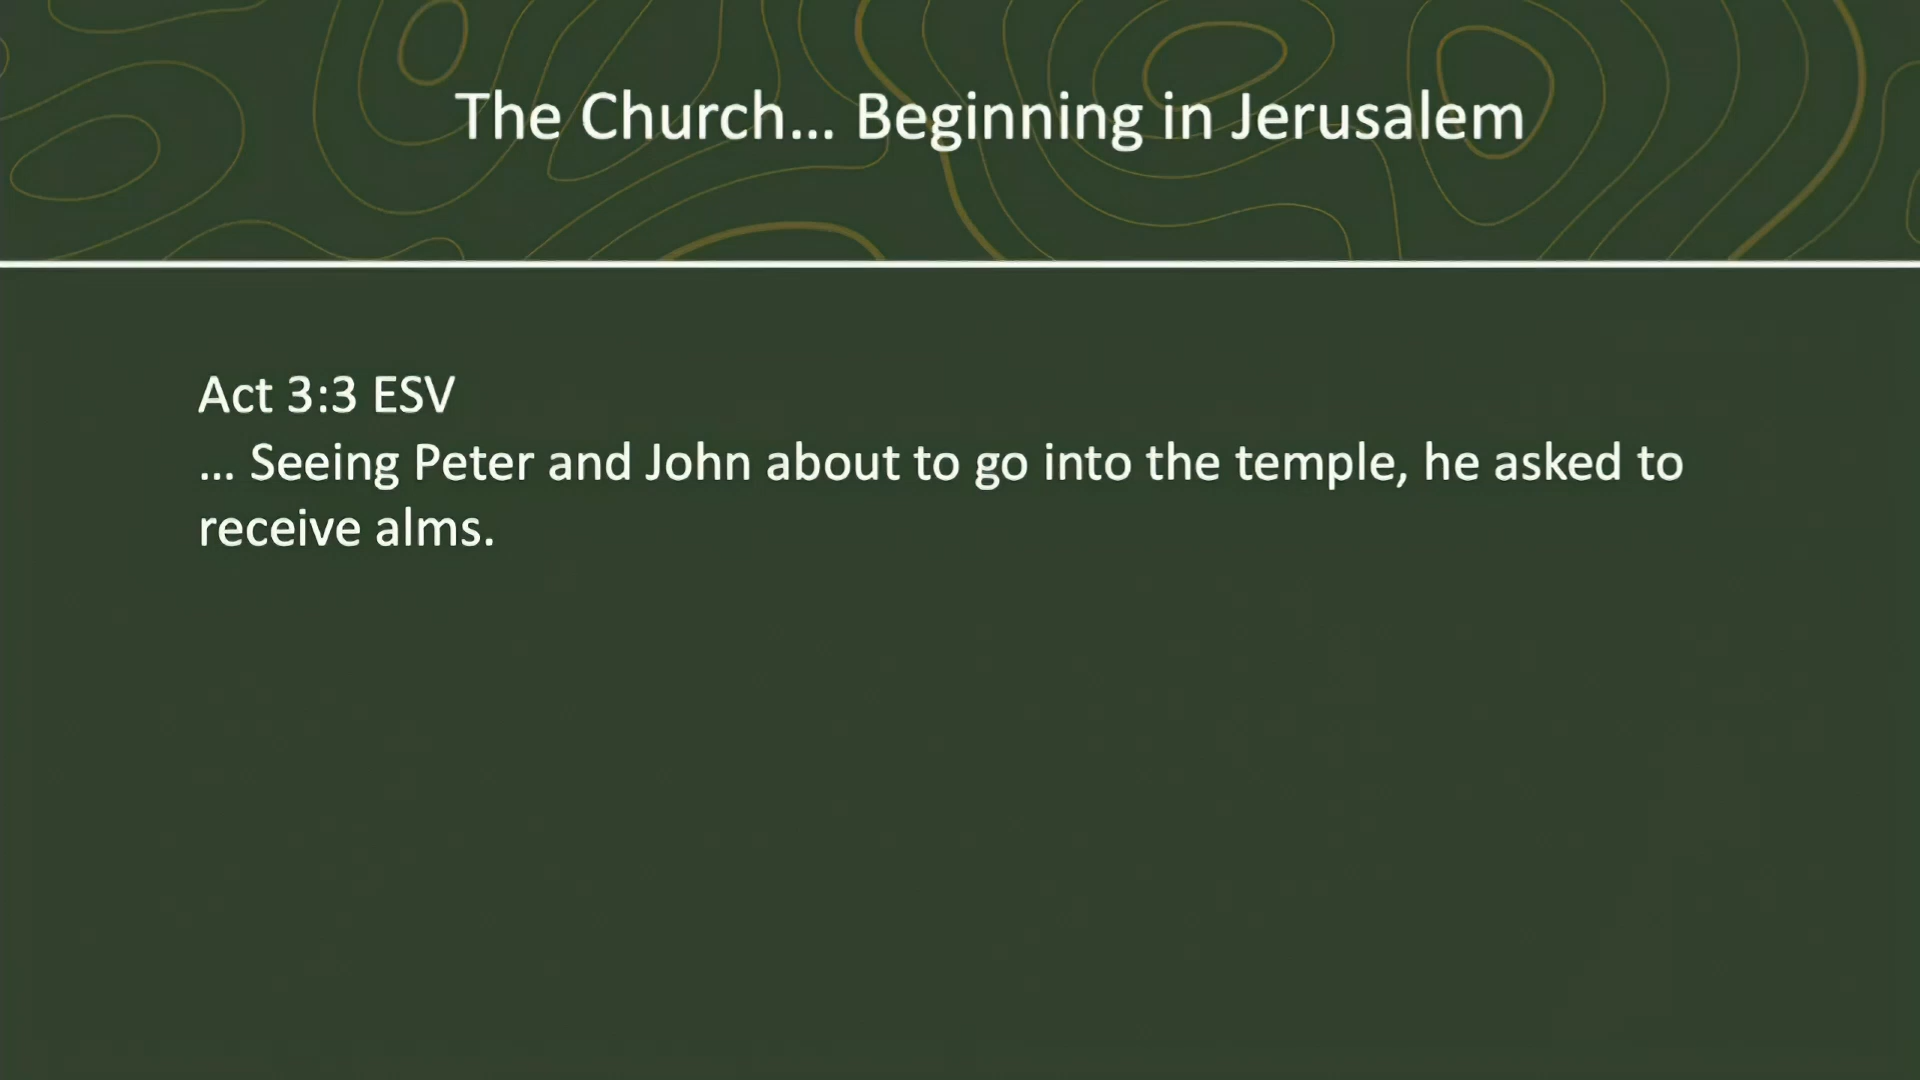 The Church... Beginning in Jerusalem
Act 3:3 ESV
... Seeing Peter and John about to go into the temple, he asked to
receive alms.